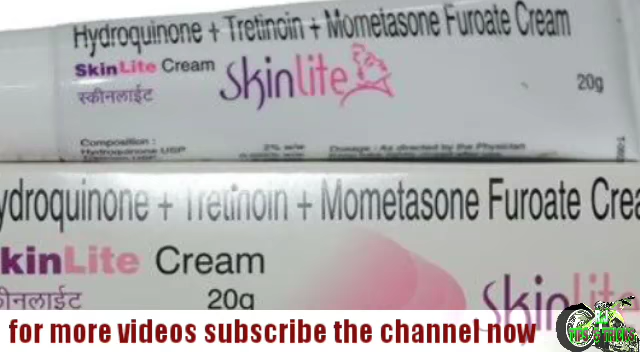 Hydroquinone + Tretinoin + Mometasone Furoate Cream
SkinLite Cream
स्कीनलाईट
Skinlite
20g
Composition :
Hydroquinone USP 2% w/w
Dosage : As directed by the Physician
ydroquinone + Tretinoin + Mometasone Furoate Crea
kinLite Cream
कीनलाईट
20g
Skinlite
for more videos subscribe the channel now